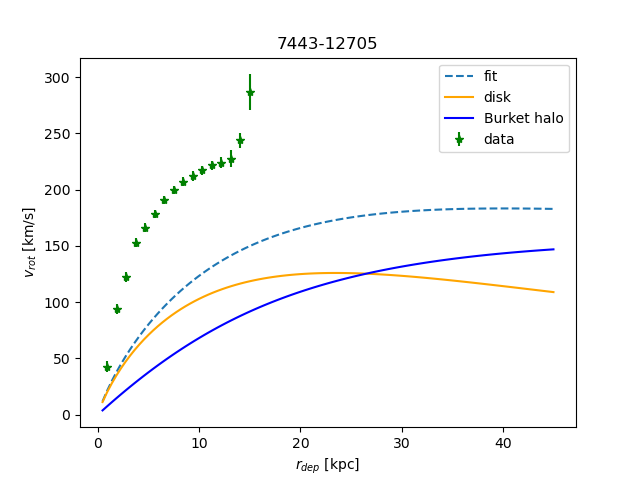 7443-12705
300
250
200
150
100
50
0
v_rot [km/s]
fit
disk
Burket halo
data
0 10 20 30 40
r_dep [kpc]